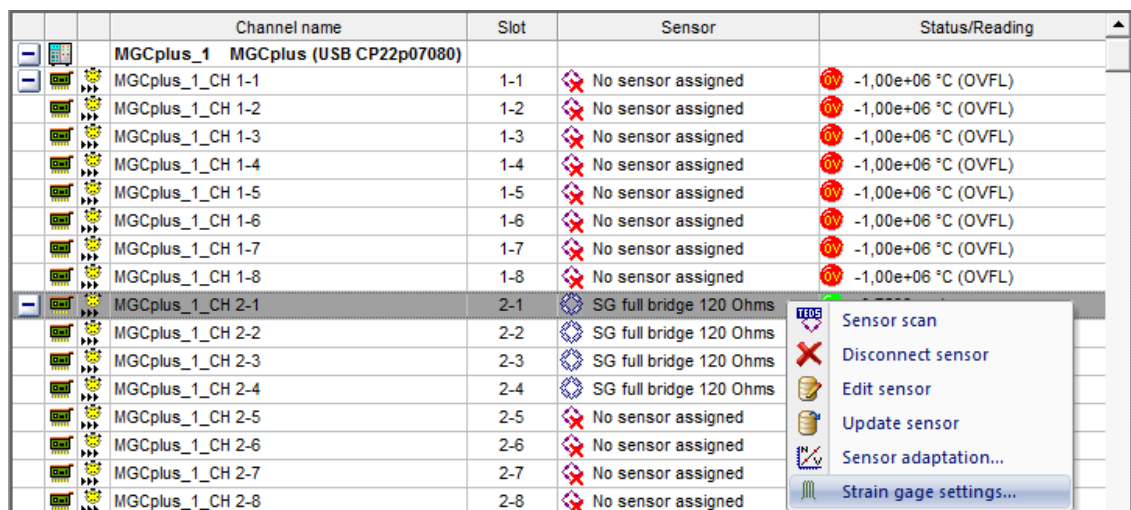 Channel name Slot Sensor Status/Reading
MGCplus_1 MGCplus (USB CP22p07080)
MGCplus_1_CH 1-1 1-1 No sensor assigned OV -1,00e+06 °C (OVFL)
MGCplus_1_CH 1-2 1-2 No sensor assigned OV -1,00e+06 °C (OVFL)
MGCplus_1_CH 1-3 1-3 No sensor assigned OV -1,00e+06 °C (OVFL)
MGCplus_1_CH 1-4 1-4 No sensor assigned OV -1,00e+06 °C (OVFL)
MGCplus_1_CH 1-5 1-5 No sensor assigned OV -1,00e+06 °C (OVFL)
MGCplus_1_CH 1-6 1-6 No sensor assigned OV -1,00e+06 °C (OVFL)
MGCplus_1_CH 1-7 1-7 No sensor assigned OV -1,00e+06 °C (OVFL)
MGCplus_1_CH 1-8 1-8 No sensor assigned OV -1,00e+06 °C (OVFL)
MGCplus_1_CH 2-1 2-1 SG full bridge 120 Ohms
MGCplus_1_CH 2-2 2-2 SG full bridge 120 Ohms
MGCplus_1_CH 2-3 2-3 SG full bridge 120 Ohms
MGCplus_1_CH 2-4 2-4 SG full bridge 120 Ohms
MGCplus_1_CH 2-5 2-5 No sensor assigned
MGCplus_1_CH 2-6 2-6 No sensor assigned
MGCplus_1_CH 2-7 2-7 No sensor assigned
MGCplus_1_CH 2-8 2-8 No sensor assigned
TEDS Sensor scan
Disconnect sensor
Edit sensor
Update sensor
N/V Sensor adaptation...
Strain gage settings...